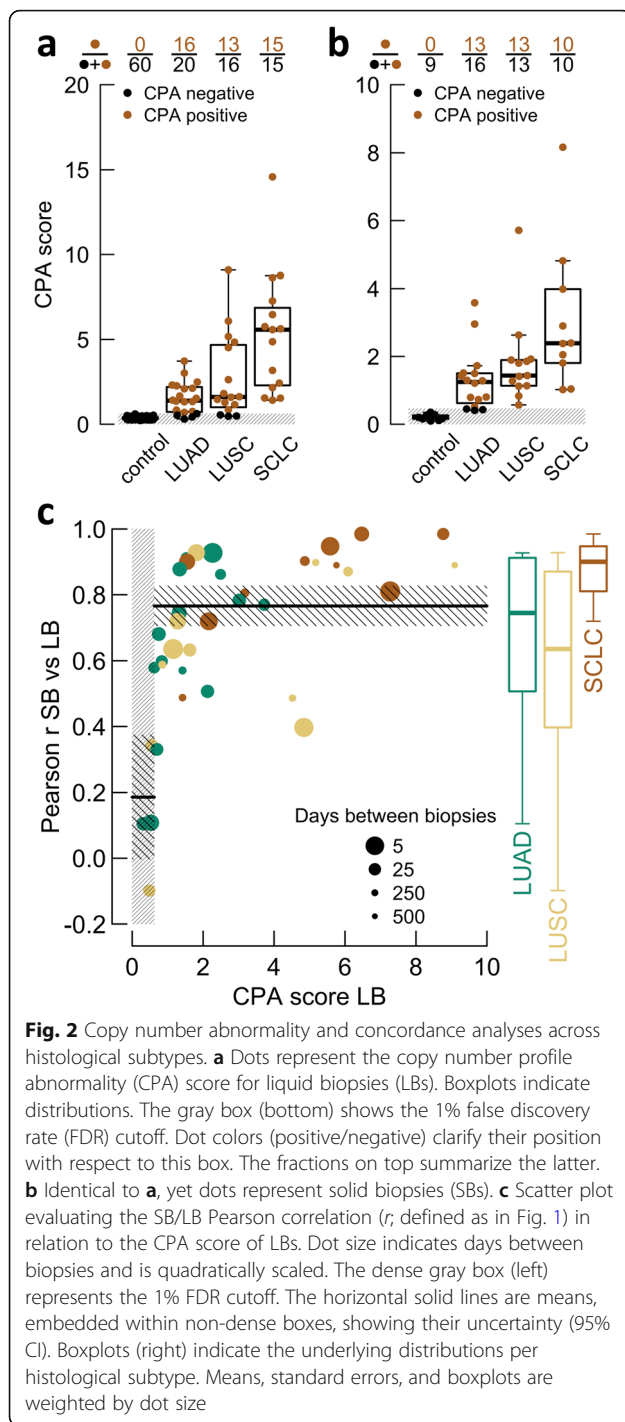 a
0 16 13 15
●+● 60 20 16 15
CPA negative
CPA positive
CPA score
20
15
10
5
0
control LUAD LUSC SCLC
b
0 13 13 10
●+● 9 16 13 10
CPA negative
CPA positive
10
8
6
4
2
0
control LUAD LUSC SCLC
c
Pearson r SB vs LB
1.0
0.8
0.6
0.4
0.2
0.0
-0.2
Days between biopsies
5
25
250
500
0 2 4 6 8 10
CPA score LB
LUAD
LUSC
SCLC
Fig. 2 Copy number abnormality and concordance analyses across
histological subtypes. a Dots represent the copy number profile
abnormality (CPA) score for liquid biopsies (LBs). Boxplots indicate
distributions. The gray box (bottom) shows the 1% false discovery
rate (FDR) cutoff. Dot colors (positive/negative) clarify their position
with respect to this box. The fractions on top summarize the latter.
b Identical to a, yet dots represent solid biopsies (SBs). c Scatter plot
evaluating the SB/LB Pearson correlation (r; defined as in Fig. 1) in
relation to the CPA score of LBs. Dot size indicates days between
biopsies and is quadratically scaled. The dense gray box (left)
represents the 1% FDR cutoff. The horizontal solid lines are means,
embedded within non-dense boxes, showing their uncertainty (95%
CI). Boxplots (right) indicate the underlying distributions per
histological subtype. Means, standard errors, and boxplots are
weighted by dot size